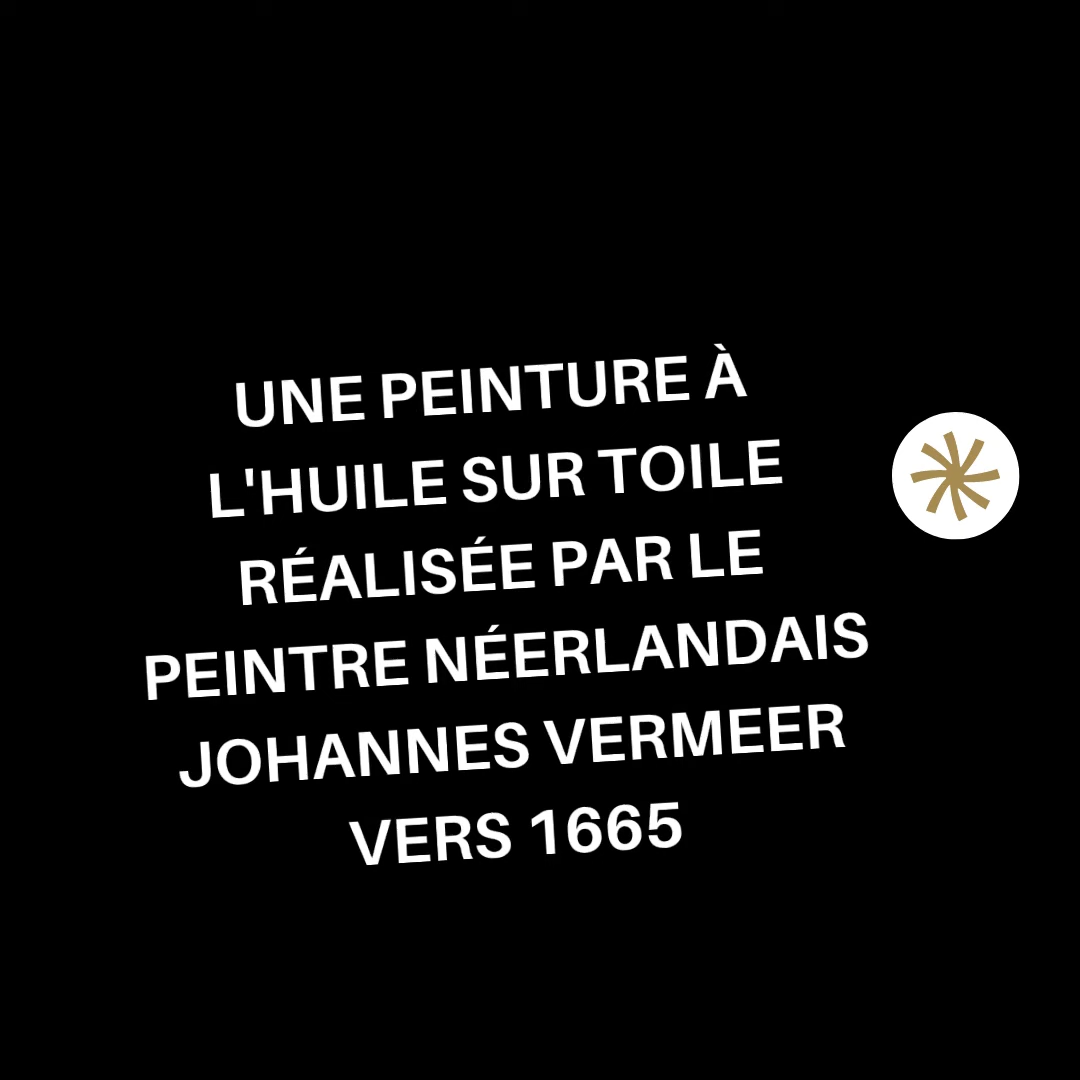 UNE PEINTURE À
L'HUILE SUR TOILE
RÉALISÉE PAR LE
PEINTRE NÉERLANDAIS
JOHANNES VERMEER
VERS 1665